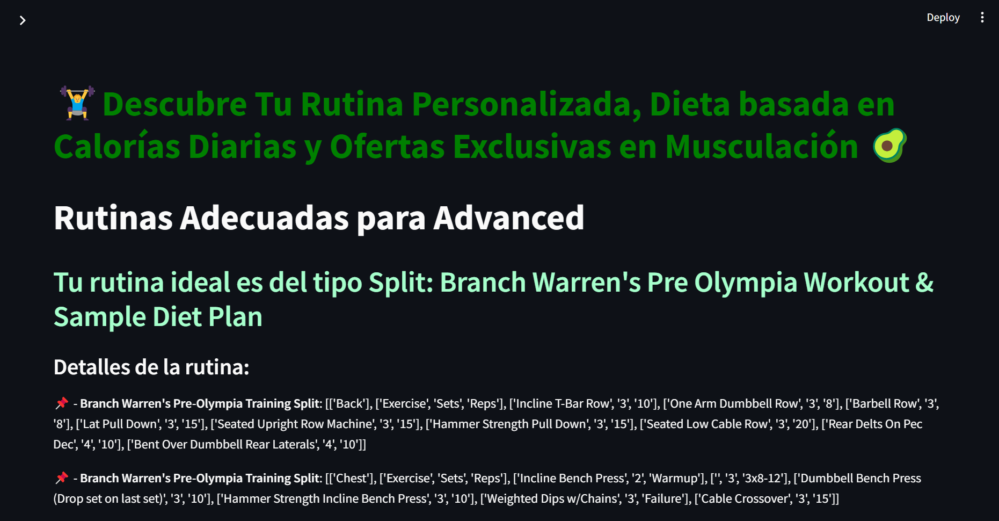 Deploy
Descubre Tu Rutina Personalizada, Dieta basada en
Calorías Diarias y Ofertas Exclusivas en Musculación
Rutinas Adecuadas para Advanced
Tu rutina ideal es del tipo Split: Branch Warren's Pre Olympia Workout &
Sample Diet Plan
Detalles de la rutina:
- Branch Warren's Pre-Olympia Training Split: [['Back'], ['Exercise', 'Sets', 'Reps'], ['Incline T-Bar Row', '3', '10'], ['One Arm Dumbbell Row', '3', '8'], ['Barbell Row', '3',
'8'], ['Lat Pull Down', '3', '15'], ['Seated Upright Row Machine', '3', '15'], ['Hammer Strength Pull Down', '3', '15'], ['Seated Low Cable Row', '3', '20'], ['Rear Delts On Pec
Dec', '4', '10'], ['Bent Over Dumbbell Rear Laterals', '4', '10']]
- Branch Warren's Pre-Olympia Training Split: [['Chest'], ['Exercise', 'Sets', 'Reps'], ['Incline Bench Press', '2', 'Warmup'], ['', '3', '3x8-12'], ['Dumbbell Bench Press
(Drop set on last set)', '3', '10'], ['Hammer Strength Incline Bench Press', '3', '10'], ['Weighted Dips w/Chains', '3', 'Failure'], ['Cable Crossover', '3', '15']]